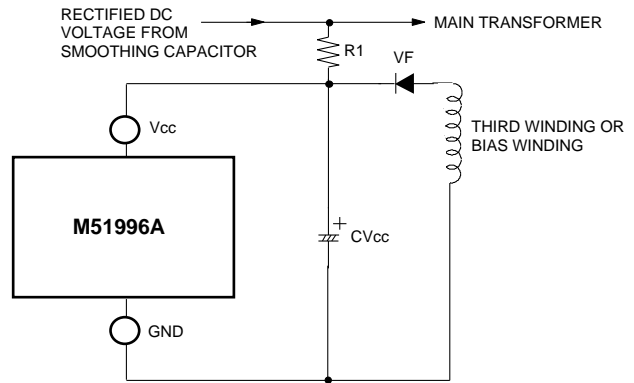 RECTIFIED DC
VOLTAGE FROM
SMOOTHING CAPACITOR
MAIN TRANSFORMER
R1
VF
THIRD WINDING OR
BIAS WINDING
Vcc
M51996A
+
CVcc
GND